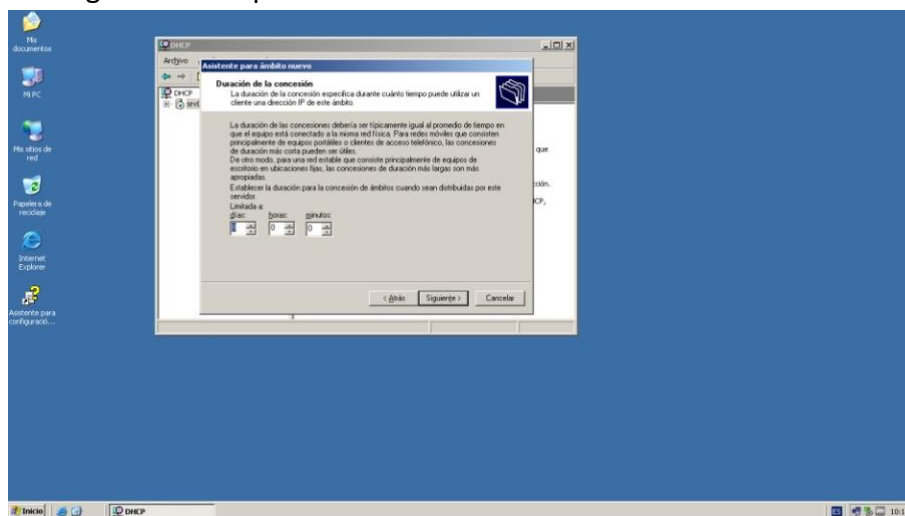 Mis
documentos
Mi PC
Mis sitios de
red
Papelera de
reciclaje
Internet
Explorer
Asistente para
configuració...
DHCP
Archivo
DHCP
Asistente para ámbito nuevo
Duración de la concesión
La duración de la concesión especifica durante cuánto tiempo puede utilizar un
cliente una dirección IP de este ámbito.
La duración de las concesiones debería ser típicamente igual al promedio de tiempo en
que el equipo está conectado a la misma red física. Para redes móviles que consisten
principalmente de equipos portátiles o clientes de acceso telefónico, las concesiones
de duración más corta pueden ser útiles.
De otro modo, para una red estable que consiste principalmente de equipos de
escritorio en ubicaciones fijas, las concesiones de duración más largas son más
apropiadas.
Establecer la duración para la concesión de ámbitos cuando sean distribuidas por este
servidor.
Limitada a:
días: horas: minutos:
0 0
< Atrás Siguiente > Cancelar
que
cción.
HCP,
Inicio DHCP ES 10:1